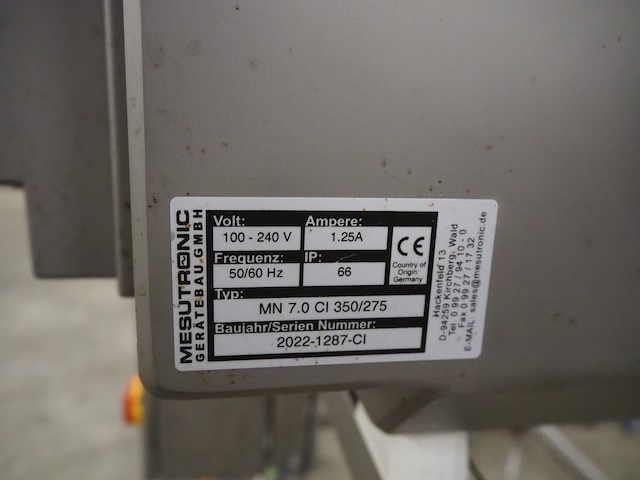 MESUTRONIC
GERÄTEBAU.GMBH
Volt:
100 - 240 V
Ampere:
1.25A
Frequenz:
50/60 Hz
IP:
66
CE
Country of
Origin:
Germany
Typ:
MN 7.0 CI 350/275
Baujahr/Serien Nummer:
2022-1287-CI
Hackenfeld 13
D-94259 Kirchberg, Wald
Tel 0 99 27 / 94 10 - 0
Fax 0 99 27 / 17 32
E-MAIL: sales@mesutronic.de